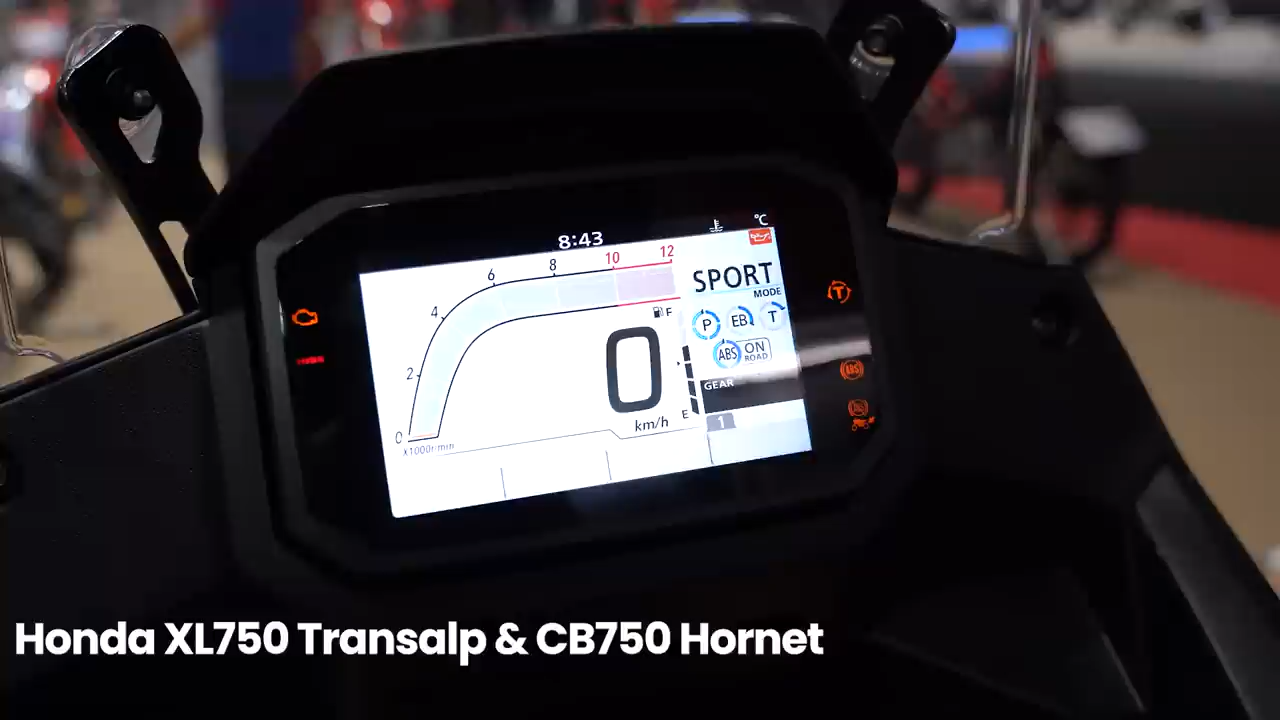 8:43
°C
0 2 4 6 8 10 12
X1000r/min
SPORT
MODE
P EB T
ABS ON
ROAD
F
E
0
km/h
GEAR
1
T
ABS
Honda XL750 Transalp & CB750 Hornet